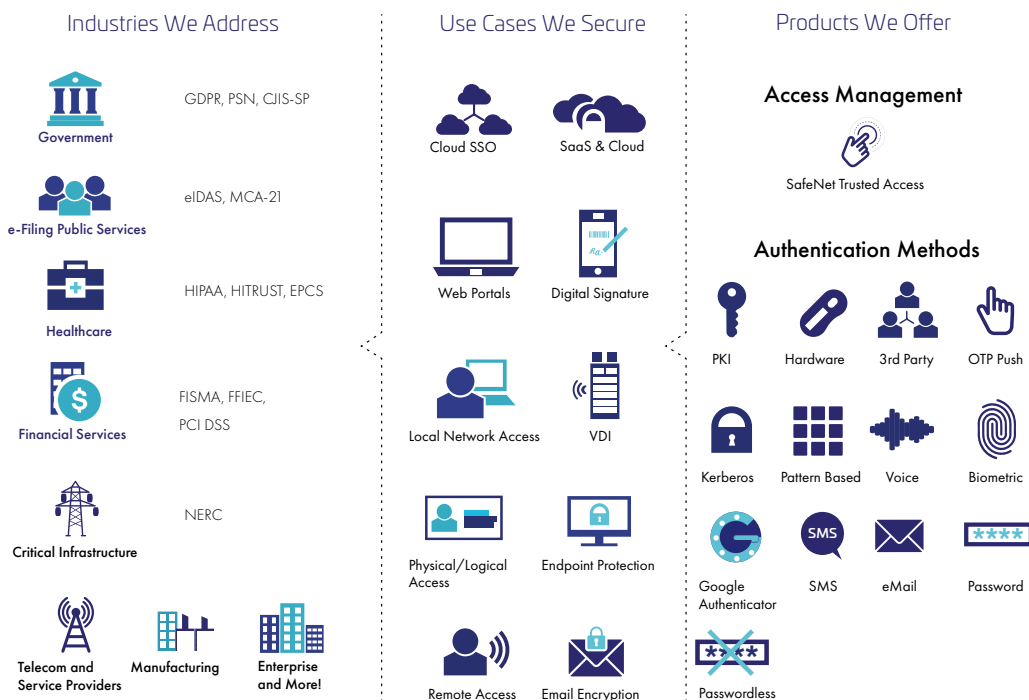 Industries We Address
Government
GDPR, PSN, CJIS-SP
e-Filing Public Services
eIDAS, MCA-21
Healthcare
HIPAA, HITRUST, EPCS
$
Financial Services
FISMA, FFIEC,
PCI DSS
Critical Infrastructure
NERC
Telecom and
Service Providers
Manufacturing
Enterprise
and More!
Use Cases We Secure
Cloud SSO
SaaS & Cloud
Web Portals
Digital Signature
Local Network Access
VDI
Physical/Logical
Access
Endpoint Protection
Remote Access
Email Encryption
Products We Offer
Access Management
SafeNet Trusted Access
Authentication Methods
PKI
Hardware
3rd Party
OTP Push
Kerberos
Pattern Based
Voice
Biometric
G
Google
Authenticator
SMS
SMS
eMail
****
Password
****
Passwordless